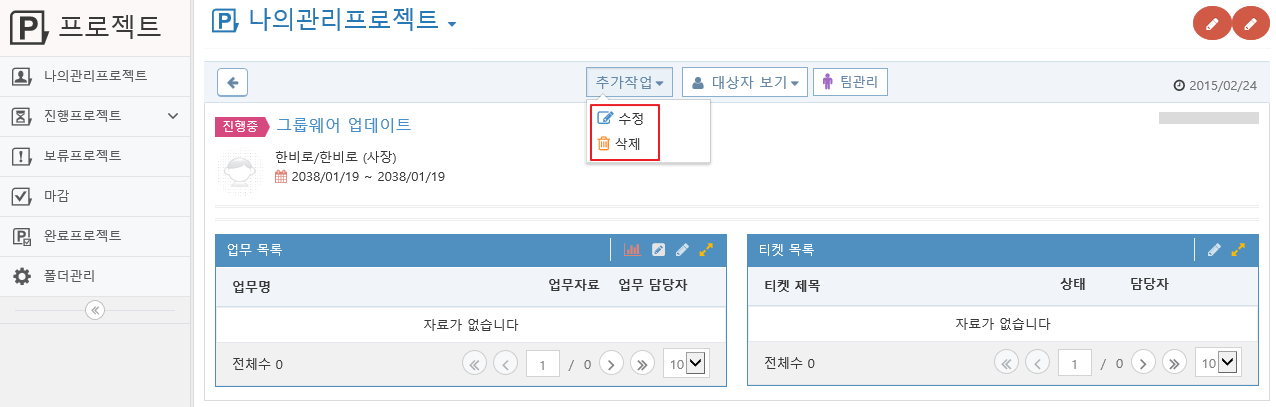 프로젝트
나의관리프로젝트
진행프로젝트
보류프로젝트
마감
완료프로젝트
폴더관리
나의관리프로젝트
추가작업
대상자 보기
팀관리
2015/02/24
수정
삭제
진행중 그룹웨어 업데이트
한비로/한비로 (사장)
2038/01/19 ~ 2038/01/19
업무 목록
업무명 업무자료 업무 담당자
자료가 없습니다
전체수 0 1 / 0 10
티켓 목록
티켓 제목 상태 담당자
자료가 없습니다
전체수 0 1 / 0 10